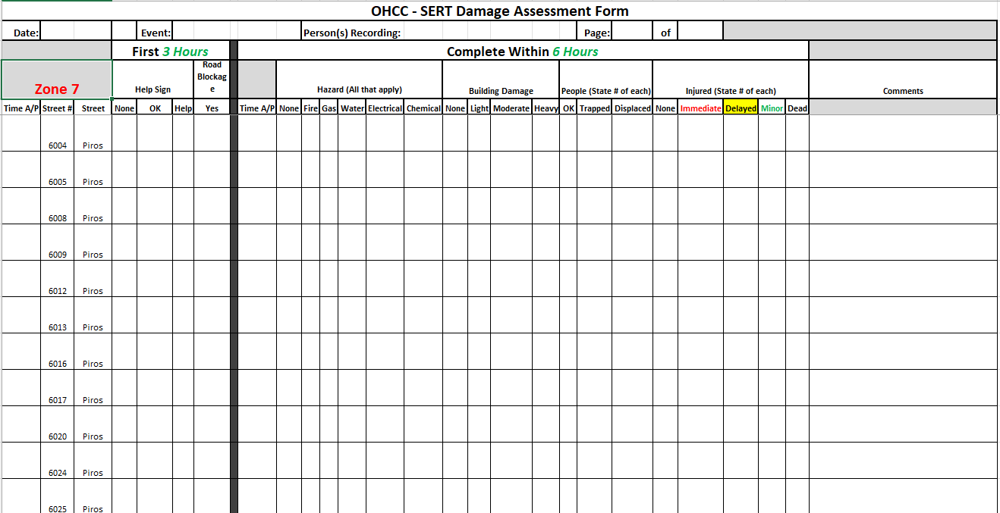 OHCC - SERT Damage Assessment Form
Date: Event: Person(s) Recording: Page: of
First 3 Hours Complete Within 6 Hours
Zone 7 Help Sign Road Blockag e Hazard (All that apply) Building Damage People (State # of each) Injured (State # of each) Comments
Time A/P Street # Street None OK Help Yes Time A/P None Fire Gas Water Electrical Chemical None Light Moderate Heavy OK Trapped Displaced None Immediate Delayed Minor Dead
6004 Piros
6005 Piros
6008 Piros
6009 Piros
6012 Piros
6013 Piros
6016 Piros
6017 Piros
6020 Piros
6024 Piros
6025 Piros